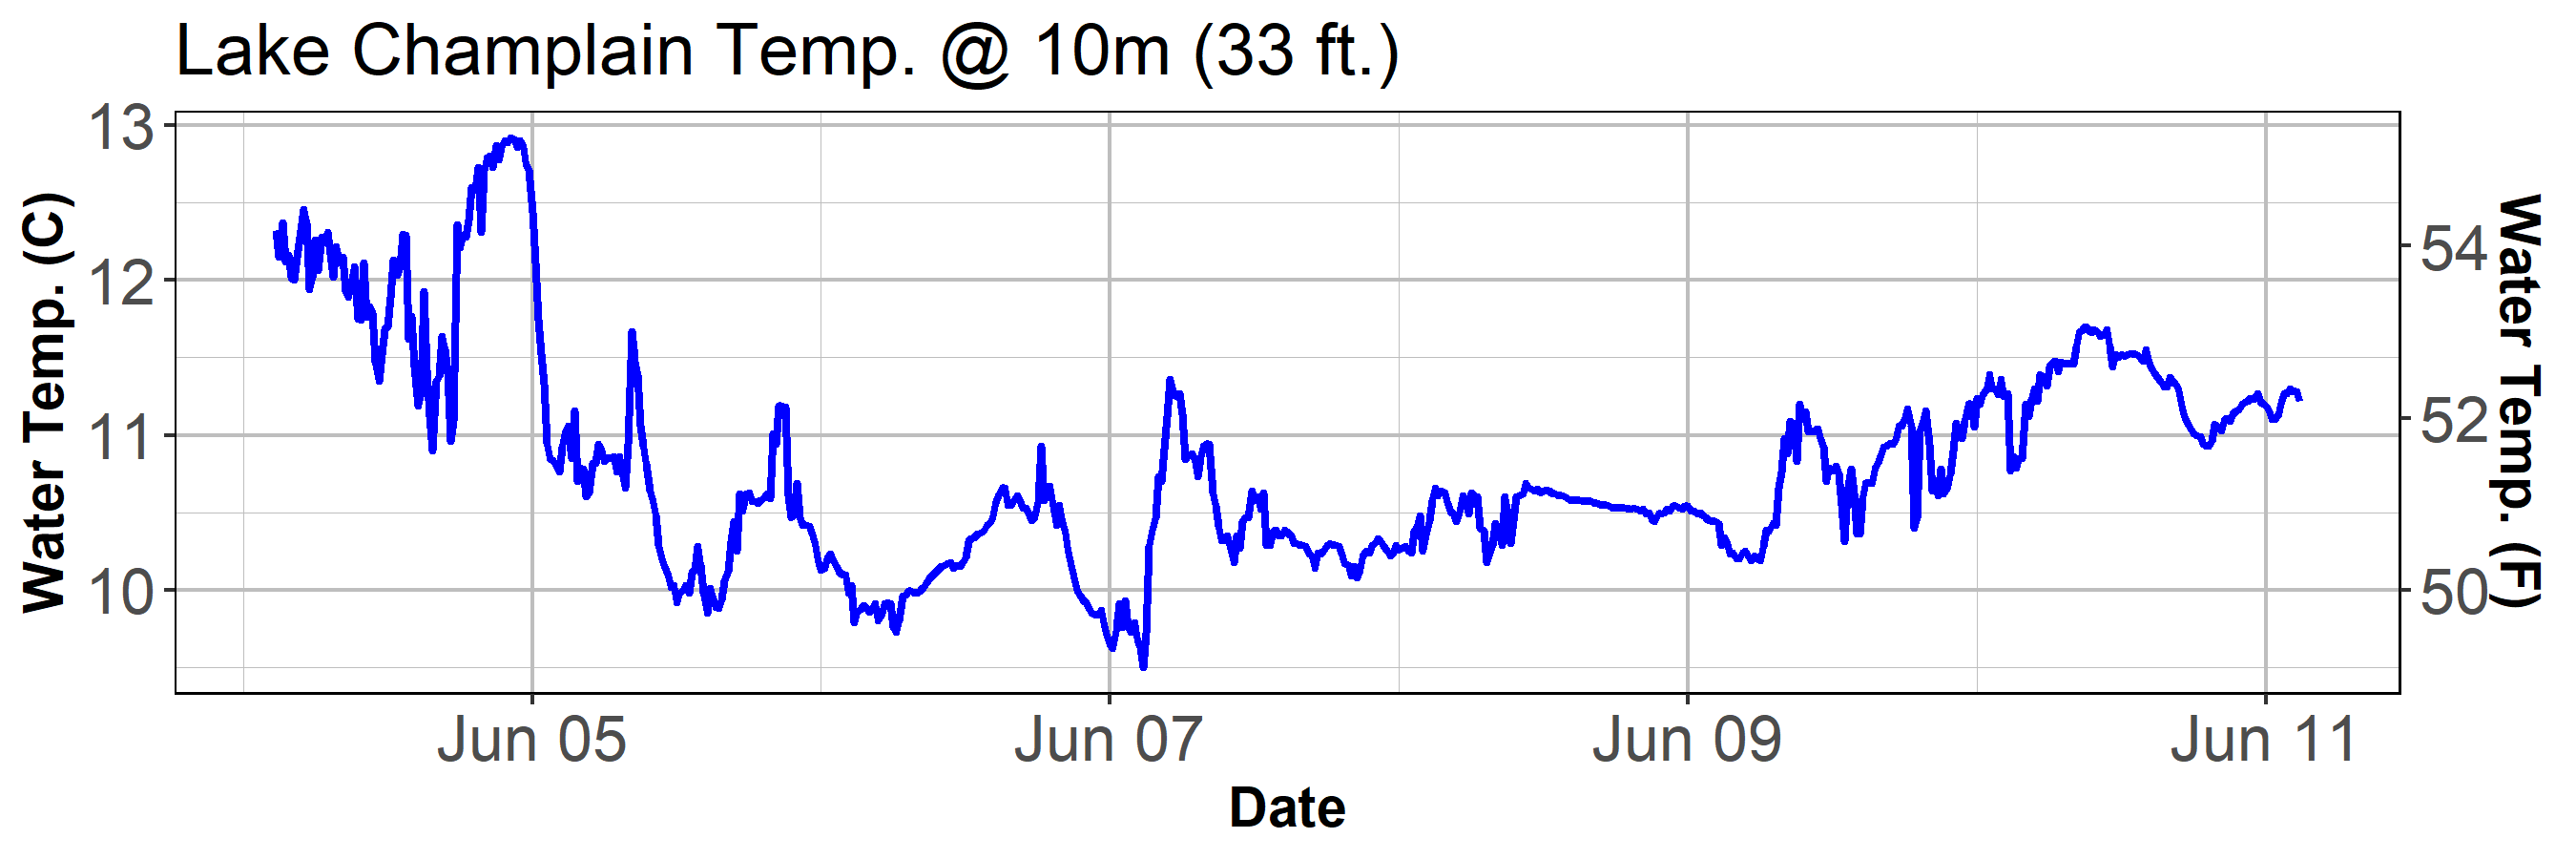 Lake Champlain Temp. @ 10m (33 ft.)
Water Temp. (C)
13
12
11
10
54
52
50
Water Temp. (F)
Jun 05 Jun 07 Jun 09 Jun 11
Date